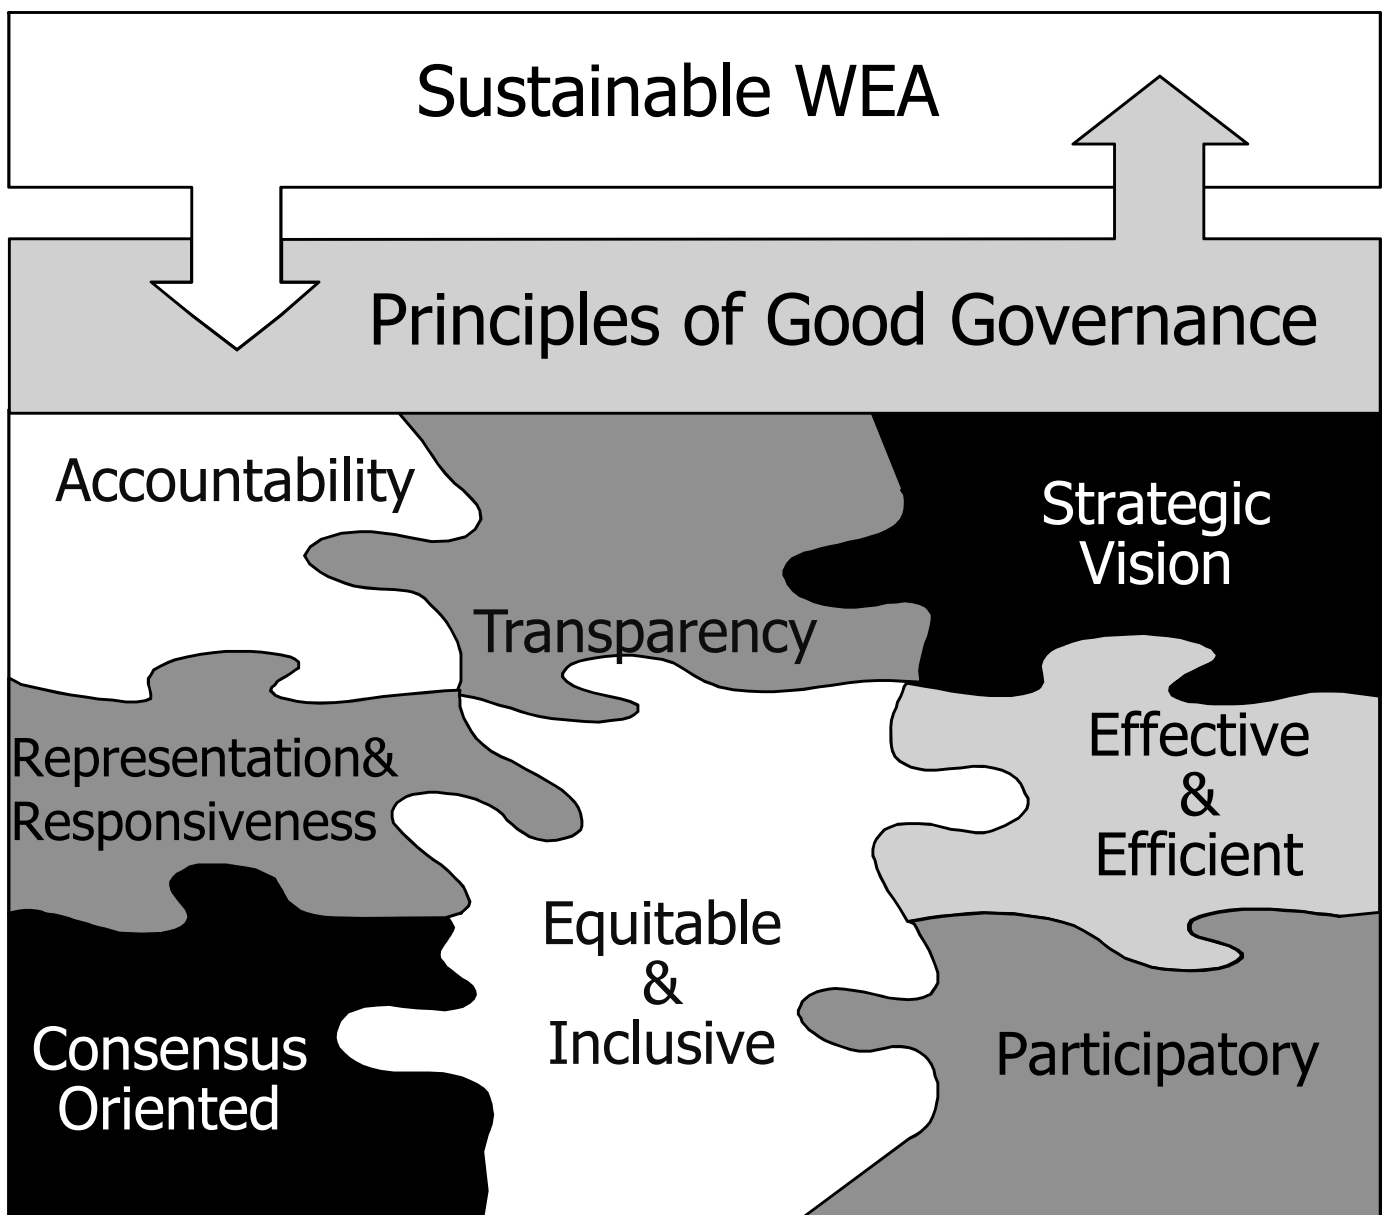 Sustainable WEA
Principles of Good Governance
Accountability
Transparency
Strategic
Vision
Representation&
Responsiveness
Effective
&
Efficient
Equitable
&
Inclusive
Consensus
Oriented
Participatory